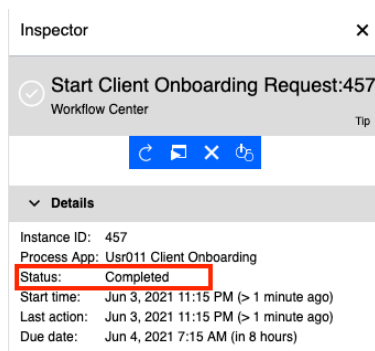 Inspector
Start Client Onboarding Request:457
Workflow Center
Tip
Details
Instance ID: 457
Process App: Usr011 Client Onboarding
Status: Completed
Start time: Jun 3, 2021 11:15 PM (> 1 minute ago)
Last action: Jun 3, 2021 11:15 PM (> 1 minute ago)
Due date: Jun 4, 2021 7:15 AM (in 8 hours)